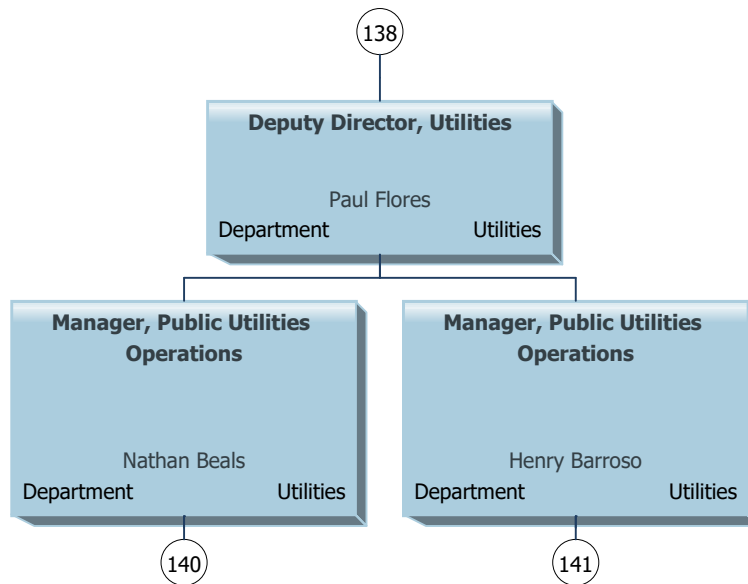 138
Deputy Director, Utilities
Paul Flores
Department Utilities
Manager, Public Utilities
Operations
Nathan Beals
Department Utilities
140
Manager, Public Utilities
Operations
Henry Barroso
Department Utilities
141